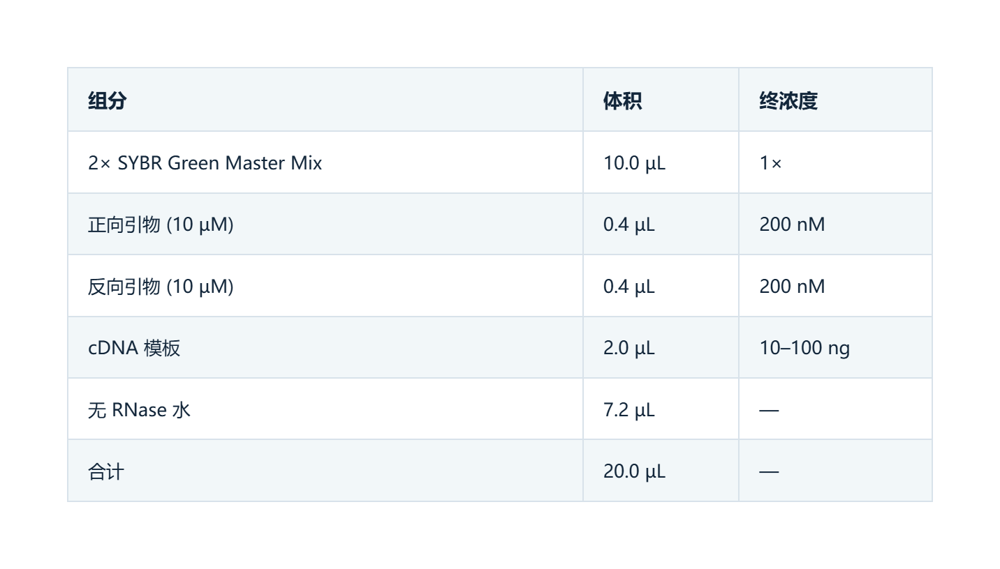 组分 体积 终浓度
2× SYBR Green Master Mix 10.0 µL 1×
正向引物 (10 µM) 0.4 µL 200 nM
反向引物 (10 µM) 0.4 µL 200 nM
cDNA 模板 2.0 µL 10–100 ng
无 RNase 水 7.2 µL —
合计 20.0 µL —